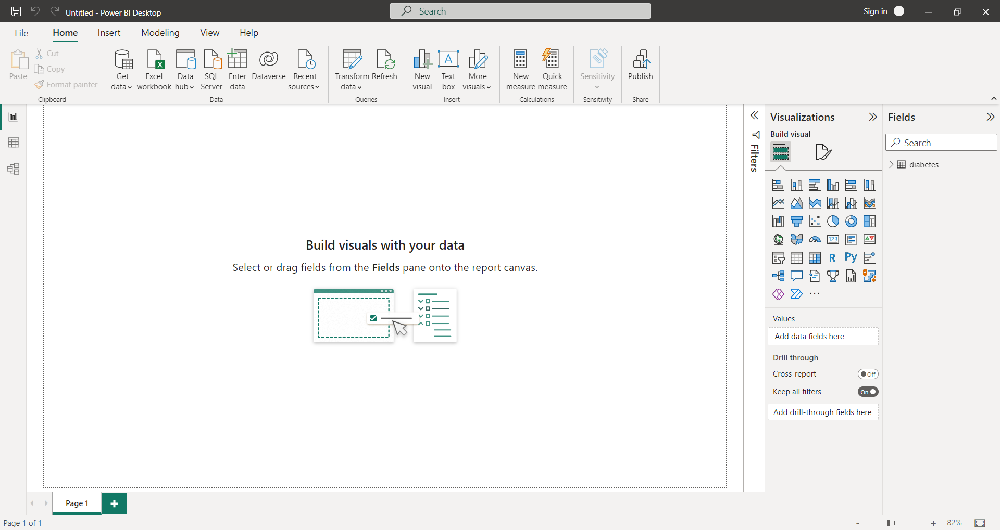 Untitled - Power BI Desktop
Search
Sign in
File Home Insert Modeling View Help
Paste
Cut
Copy
Format painter
Clipboard
Get data
Excel workbook
Data hub
SQL Server
Enter data
Dataverse
Recent sources
Data
Transform data
Refresh
Queries
New visual
Text box
More visuals
Insert
New measure
Quick measure
Calculations
Sensitivity
Sensitivity
Publish
Share
Build visuals with your data
Select or drag fields from the Fields pane onto the report canvas.
Filters
Visualizations
Build visual
123
R
Py
Values
Add data fields here
Drill through
Cross-report
Off
Keep all filters
On
Add drill-through fields here
Fields
Search
diabetes
Page 1
Page 1 of 1
82%